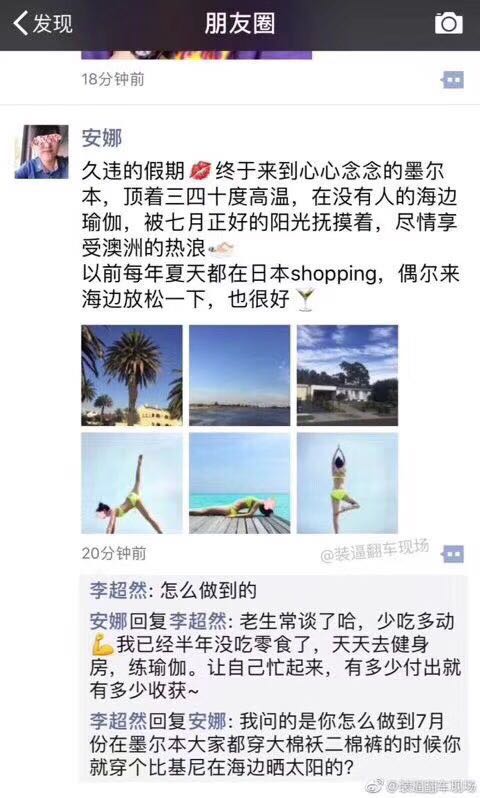 发现
朋友圈
18分钟前
安娜
久违的假期💋终于来到心心念念的墨尔
本，顶着三四十度高温，在没有人的海边
瑜伽，被七月正好的阳光抚摸着，尽情享
受澳洲的热浪
以前每年夏天都在日本shopping，偶尔来
海边放松一下，也很好🍸
20分钟前
@装逼翻车现场
李超然: 怎么做到的
安娜回复李超然: 老生常谈了哈，少吃多动
💪我已经半年没吃零食了，天天去健身
房，练瑜伽。让自己忙起来，有多少付出就
有多少收获~
李超然回复安娜: 我问的是你怎么做到7月
份在墨尔本大家都穿大棉袄二棉裤的时候你
就穿个比基尼在海边晒太阳的?
@装逼翻车现场